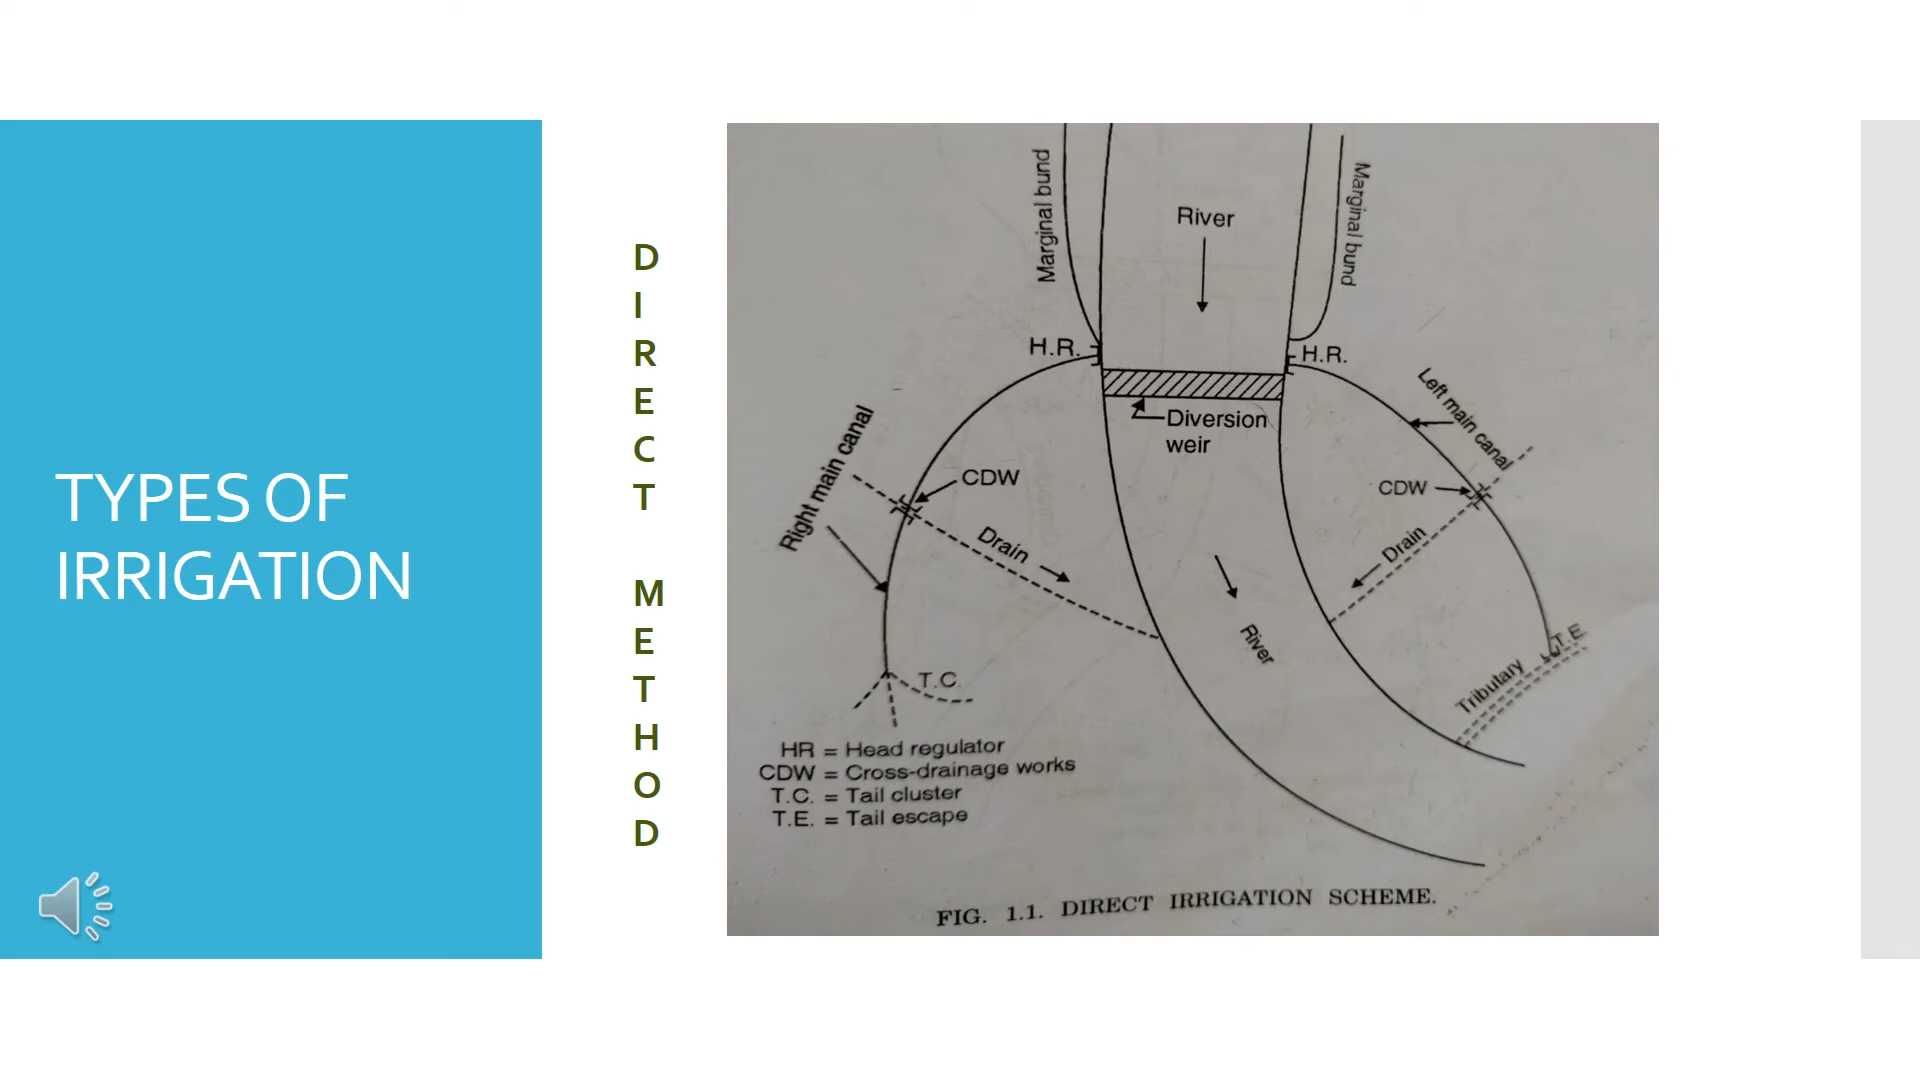 TYPES OF
IRRIGATION
D
I
R
E
C
T
M
E
T
H
O
D
Marginal bund
Marginal bund
River
H.R.
H.R.
Diversion
weir
Left main canal
Right main canal
CDW
CDW
Drain
Drain
River
T.E.
Tributary
T.C.
HR = Head regulator
CDW = Cross-drainage works
T.C. = Tail cluster
T.E. = Tail escape
FIG. 1.1. DIRECT IRRIGATION SCHEME.